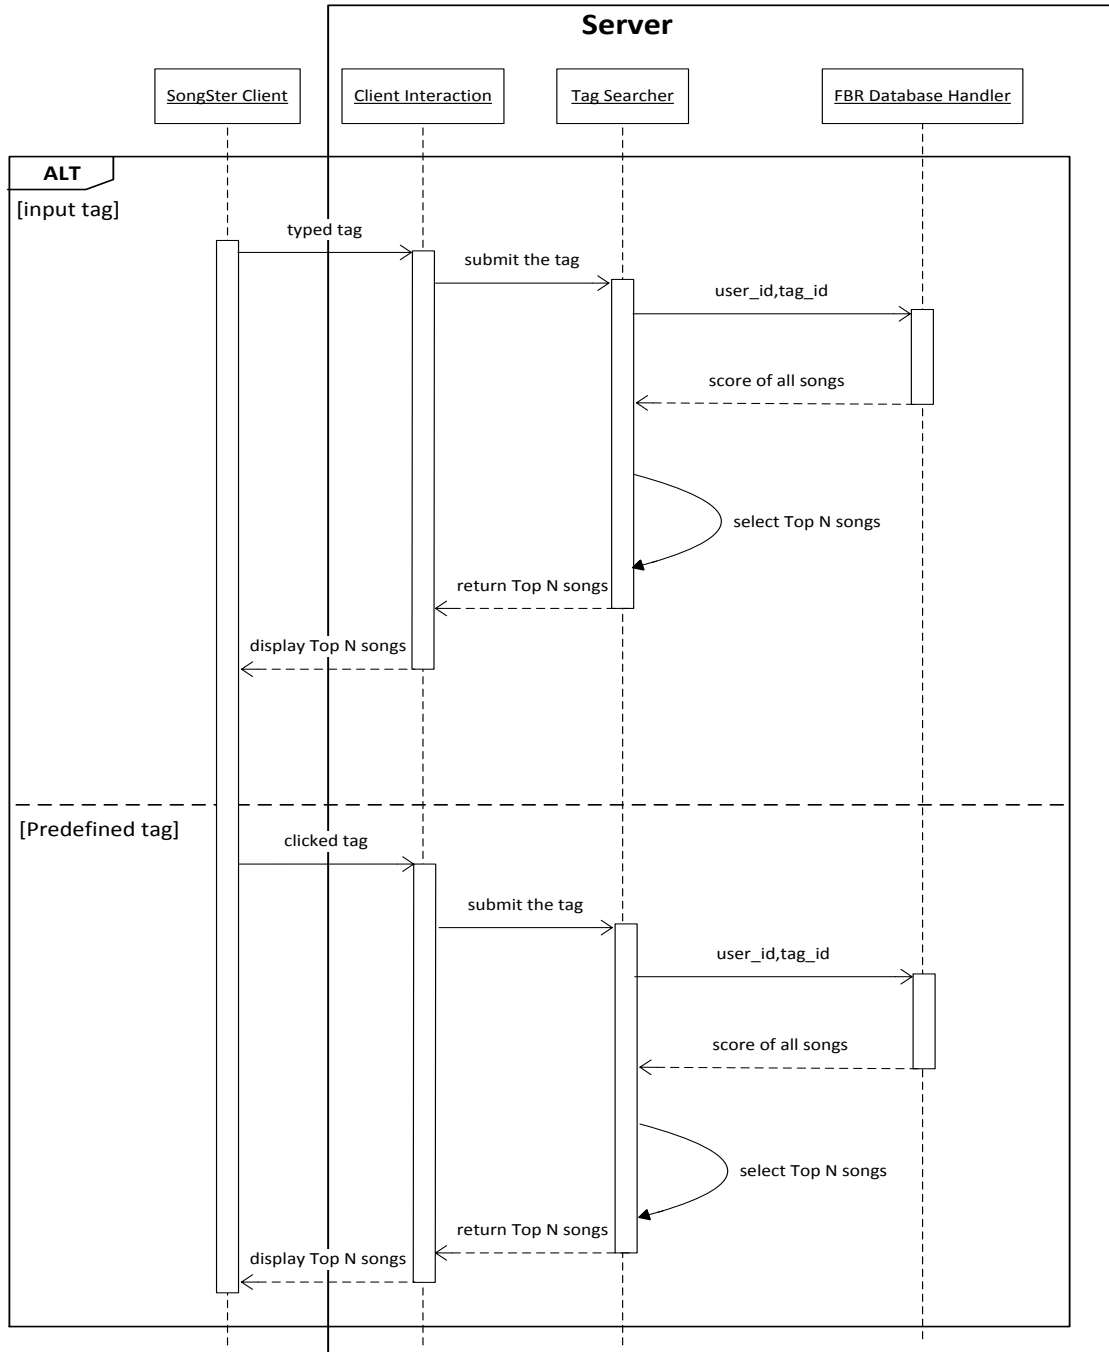 Server
SongSter Client
Client Interaction
Tag Searcher
FBR Database Handler
ALT
[input tag]
typed tag
submit the tag
user_id,tag_id
score of all songs
select Top N songs
return Top N songs
display Top N songs
[Predefined tag]
clicked tag
submit the tag
user_id,tag_id
score of all songs
select Top N songs
return Top N songs
display Top N songs